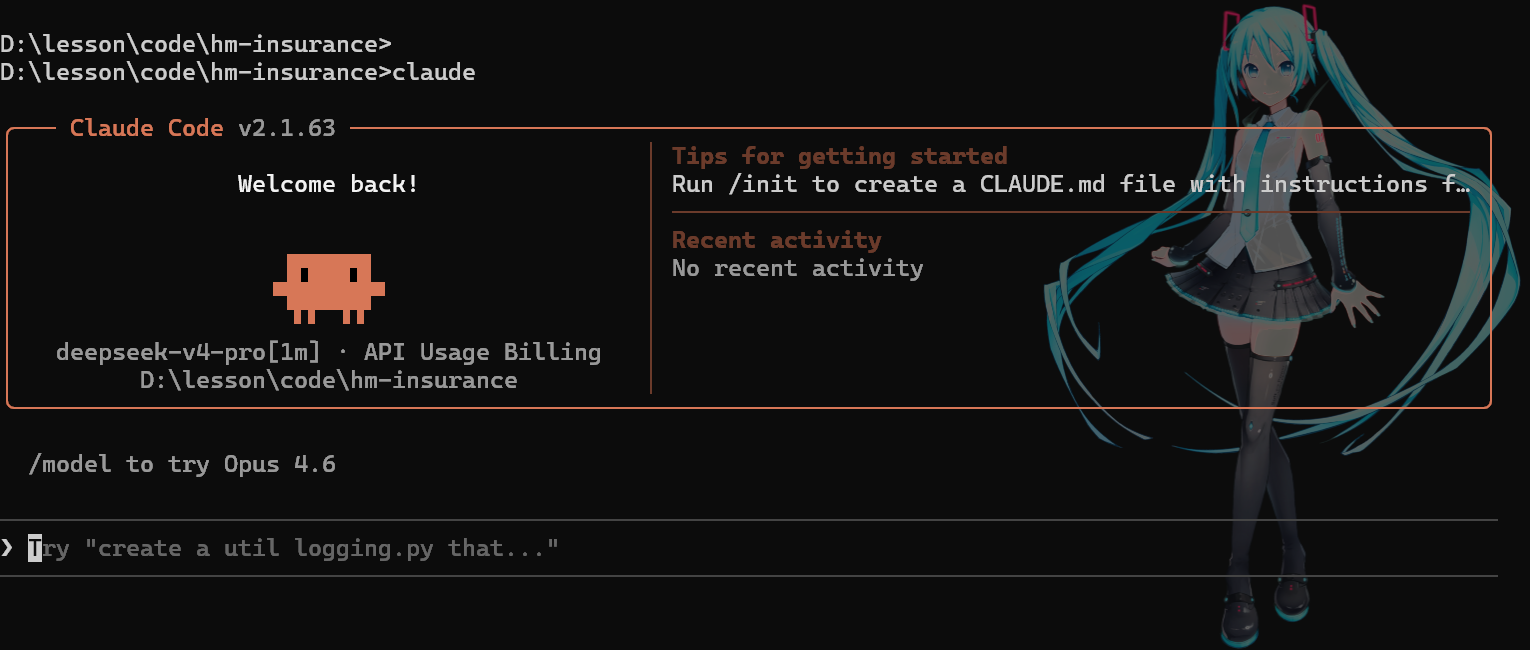 D:\lesson\code\hm-insurance>
D:\lesson\code\hm-insurance>claude
Claude Code v2.1.63
Welcome back!
deepseek-v4-pro[1m] · API Usage Billing
D:\lesson\code\hm-insurance
Tips for getting started
Run /init to create a CLAUDE.md file with instructions f…
Recent activity
No recent activity
/model to try Opus 4.6
❯ Try "create a util logging.py that..."